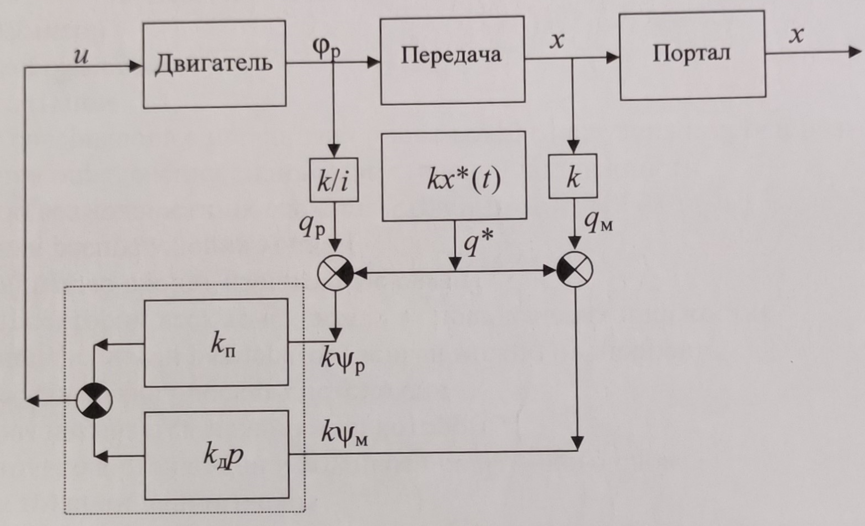 u
Двигатель
φр
Передача
x
Портал
x
k/i
kx*(t)
k
qр
q*
qм
kп
kψр
kдp
kψм